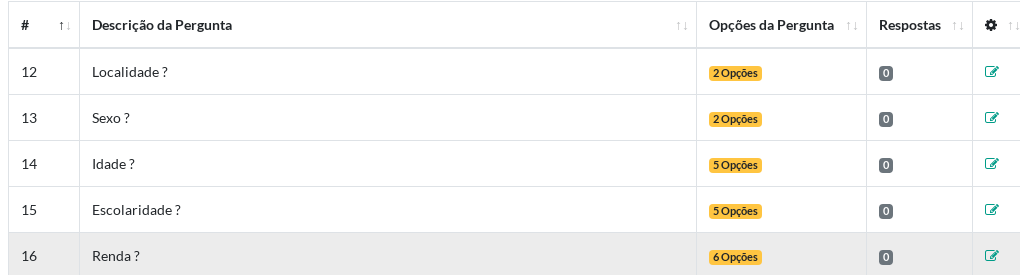 # Descrição da Pergunta Opções da Pergunta Respostas
12 Localidade ? 2 Opções 0
13 Sexo ? 2 Opções 0
14 Idade ? 5 Opções 0
15 Escolaridade ? 5 Opções 0
16 Renda ? 6 Opções 0